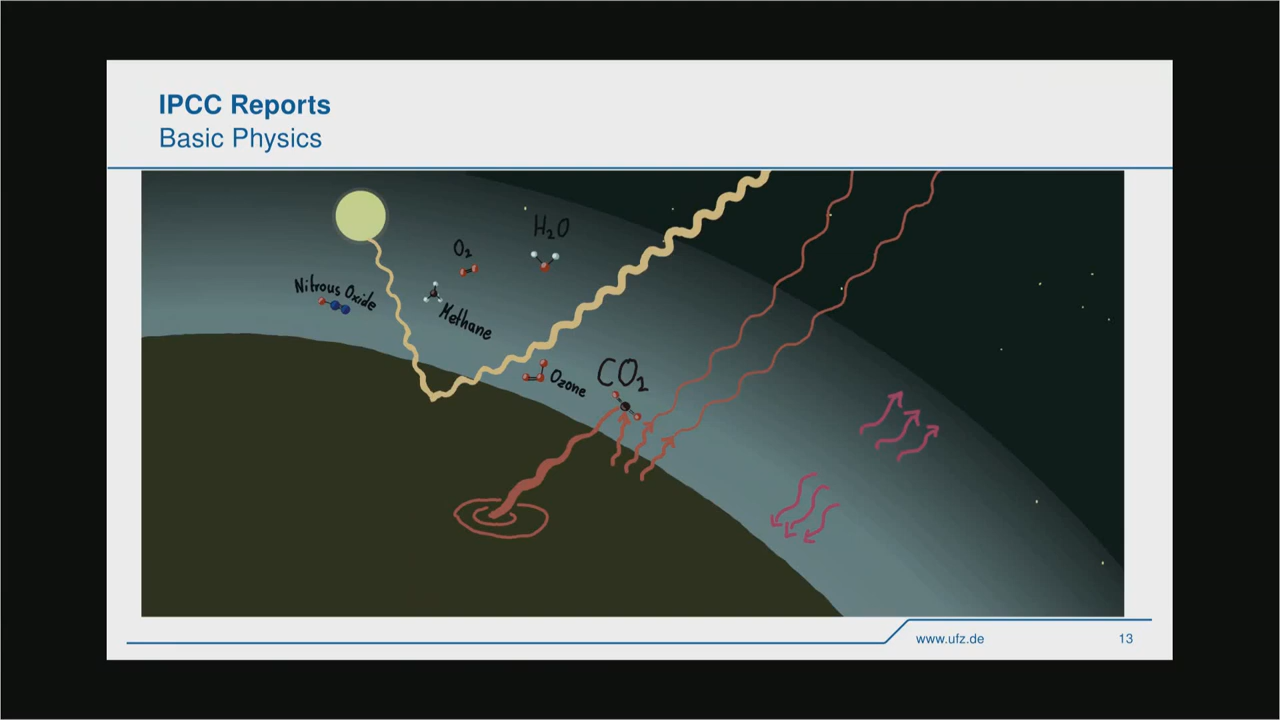 IPCC Reports
Basic Physics
H₂O
O₂
Nitrous Oxide
Methane
CO₂
Ozone
www.ufz.de
13